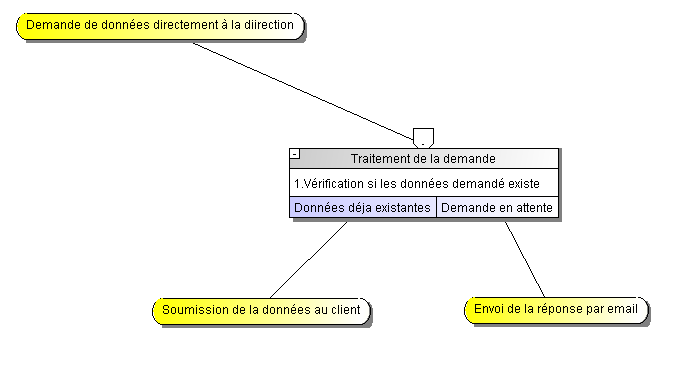 Demande de données directement à la diirection
Traitement de la demande
1.Vérification si les données demandé existe
Données déja existantes
Demande en attente
Soumission de la données au client
Envoi de la réponse par email